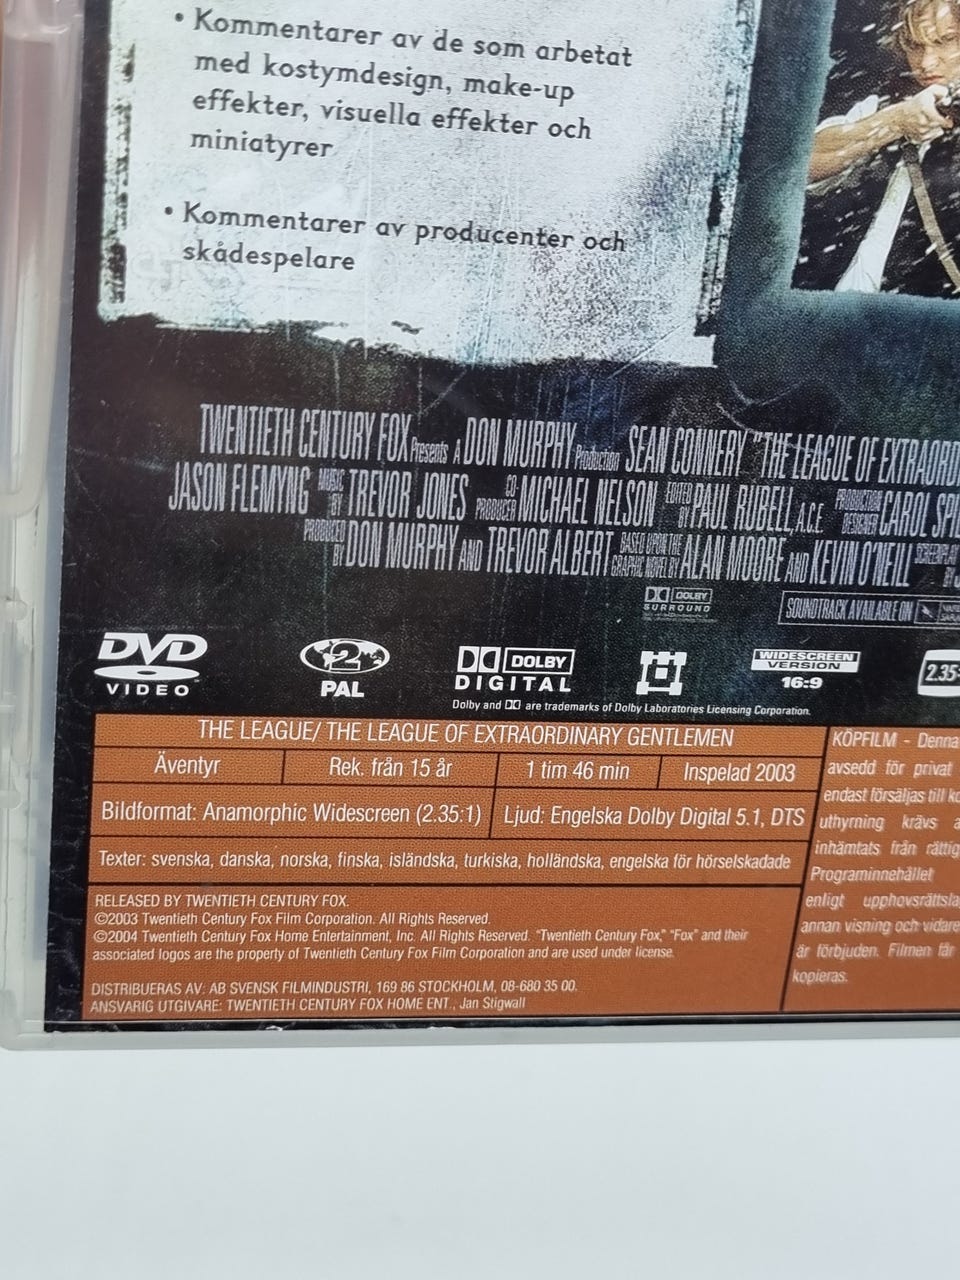 • Kommentarer av de som arbetat
med kostymdesign, make-up
effekter, visuella effekter och
miniatyrer
• Kommentarer av producenter och
skådespelare
TWENTIETH CENTURY FOX Presents A DON MURPHY Production SEAN CONNERY "THE LEAGUE OF
JASON FLEMYNG MUSIC BY TREVOR JONES CO-PRODUCER MICHAEL NELSON EDITED BY PAUL RUBELL, A.C.E. PRODUCTION DESIGNER CAROL
PRODUCED BY DON MURPHY AND TREVOR ALBERT BASED UPON THE GRAPHIC NOVEL BY ALAN MOORE AND KEVIN O'NEILL SCREENPLAY BY
DOLBY
SURROUND
SOUNDTRACK AVAILABLE ON
DVD
VIDEO
2
PAL
DOLBY
DIGITAL
WIDESCREEN
VERSION
16:9
2.35:
Dolby and DD are trademarks of Dolby Laboratories Licensing Corporation.
THE LEAGUE/ THE LEAGUE OF EXTRAORDINARY GENTLEMEN
Äventyr
Rek. från 15 år
1 tim 46 min
Inspelad 2003
Bildformat: Anamorphic Widescreen (2.35:1)
Ljud: Engelska Dolby Digital 5.1, DTS
Texter: svenska, danska, norska, finska, isländska, turkiska, holländska, engelska för hörselskadade
RELEASED BY TWENTIETH CENTURY FOX.
©2003 Twentieth Century Fox Film Corporation. All Rights Reserved.
©2004 Twentieth Century Fox Home Entertainment, Inc. All Rights Reserved. "Twentieth Century Fox," "Fox" and their
associated logos are the property of Twentieth Century Fox Film Corporation and are used under license.
DISTRIBUERAS AV: AB SVENSK FILMINDUSTRI, 169 86 STOCKHOLM, 08-680 35 00.
ANSVARIG UTGIVARE: TWENTIETH CENTURY FOX HOME ENT., Jan Stigwall
KÖPFILM - Denna
avsedd för privat
endast försäljas till
uthyrning krävs
inhämtats från
Programinnehållet
enligt
annan visning och
är förbjuden. Filmen får
kopieras.